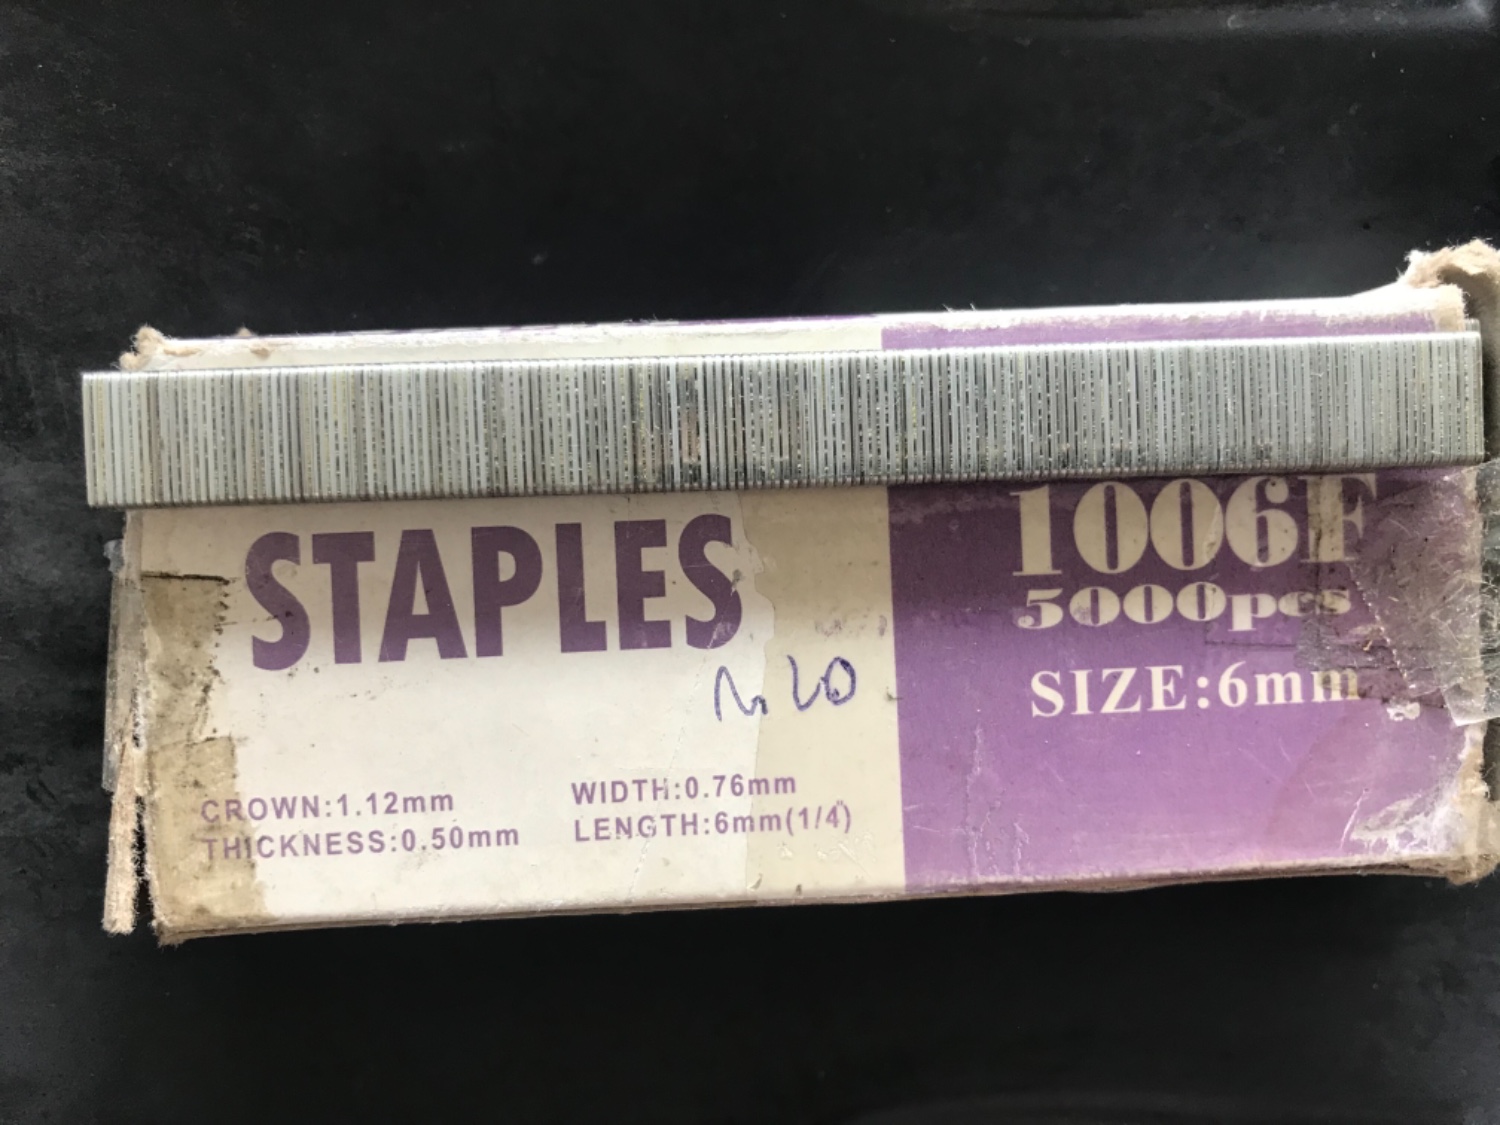 STAPLES
1006F
5000pcs
SIZE:6mm
CROWN:1.12mm
WIDTH:0.76mm
THICKNESS:0.50mm
LENGTH:6mm(1/4)